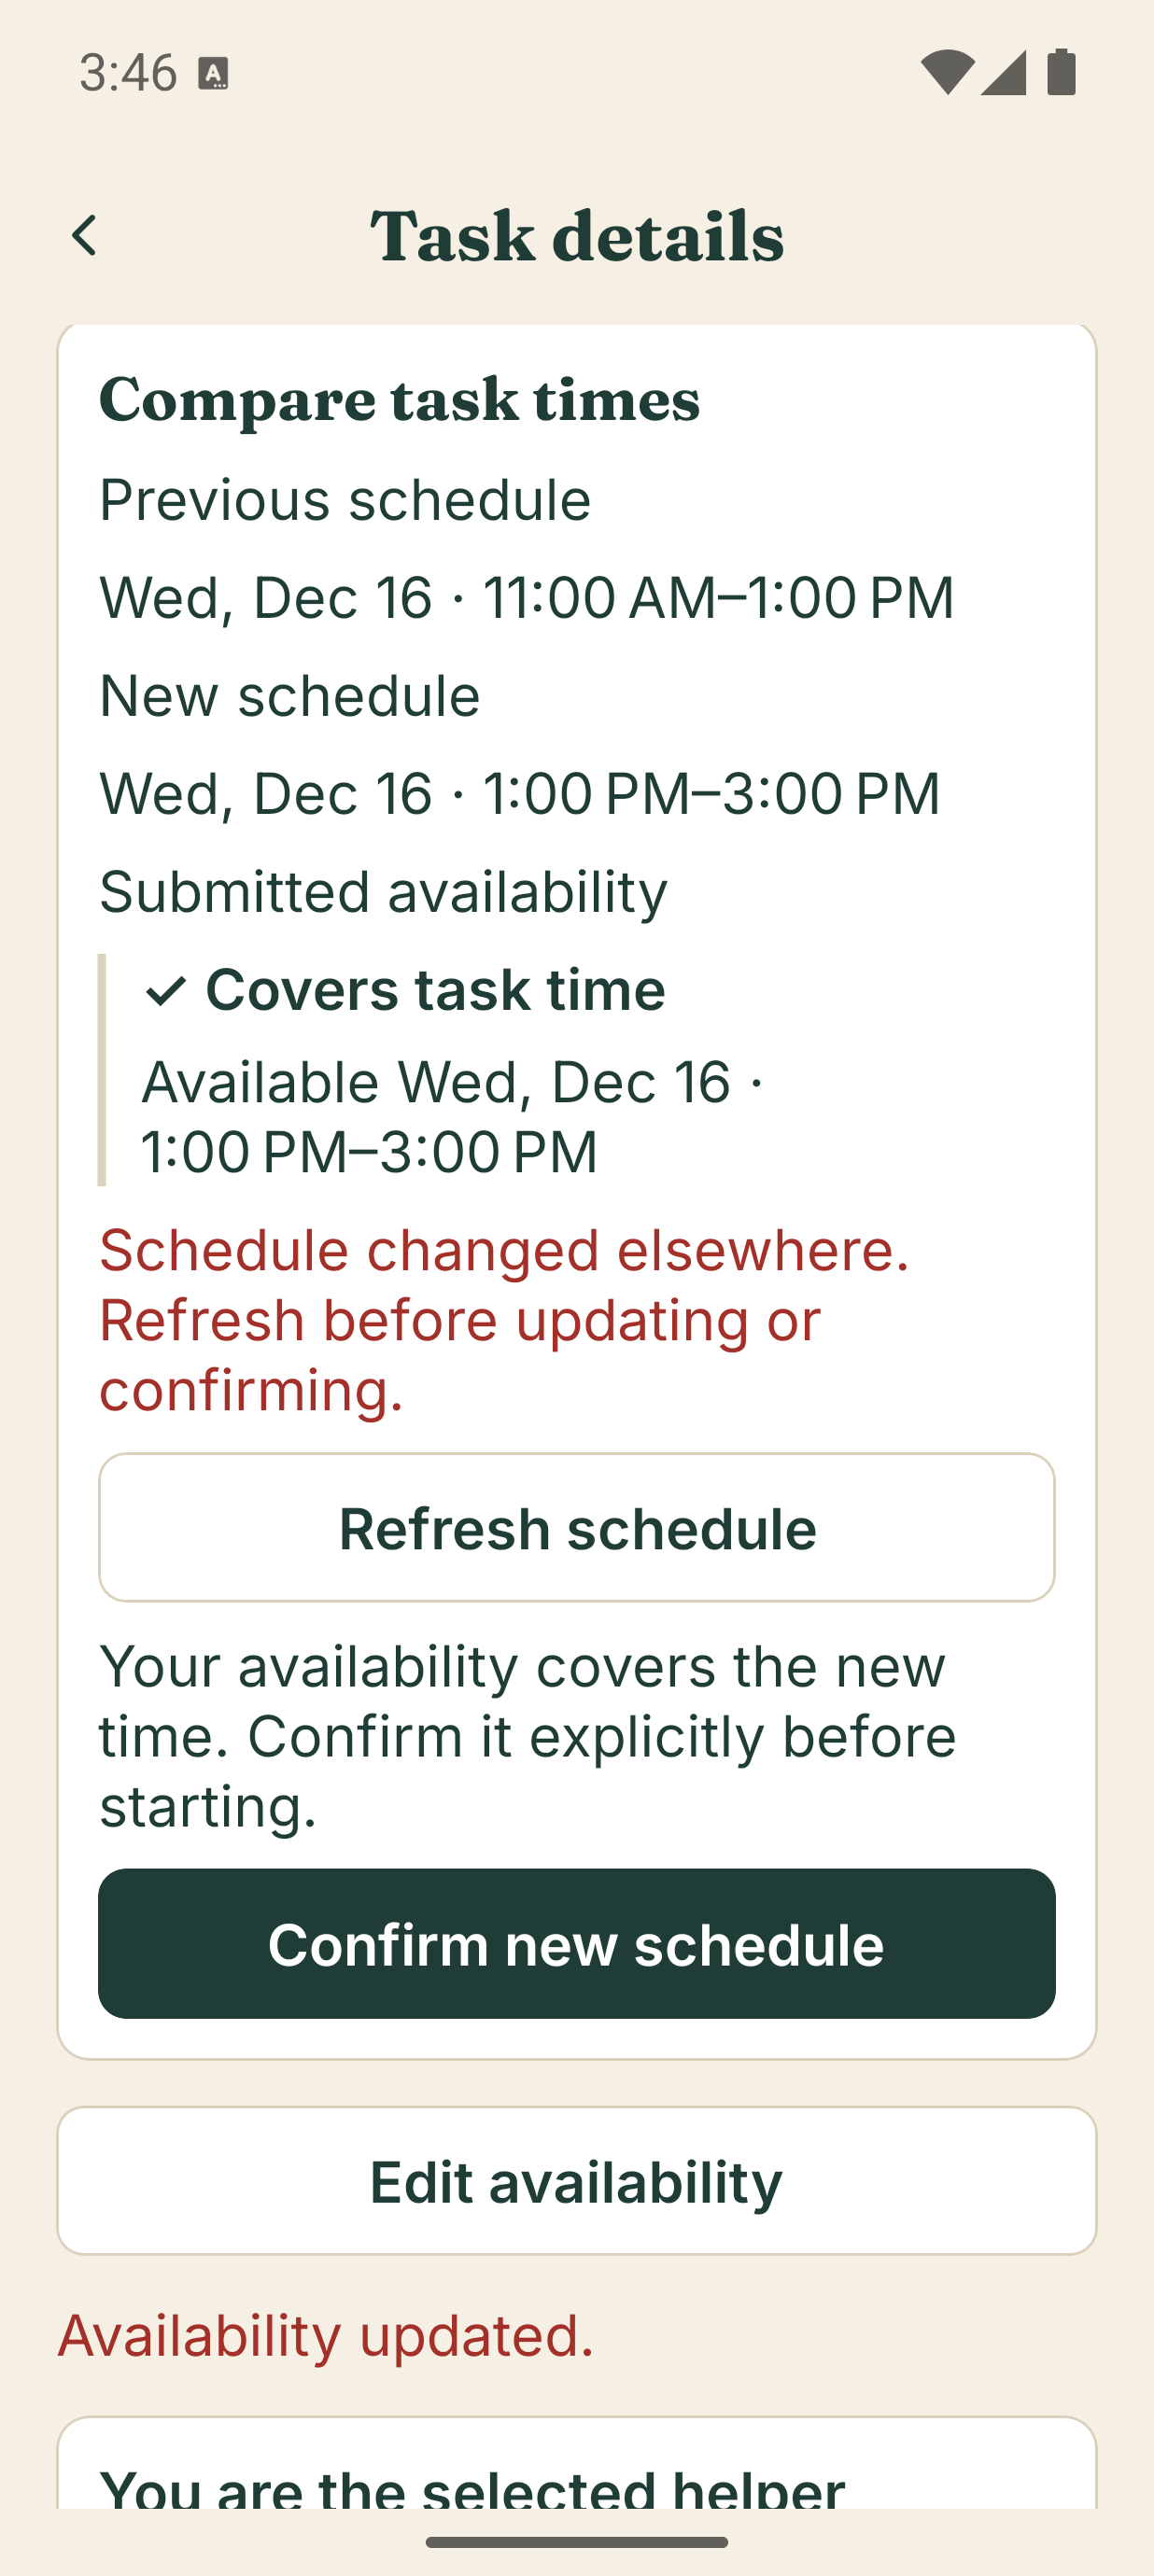 3:46
Task details
Compare task times
Previous schedule
Wed, Dec 16 · 11:00 AM–1:00 PM
New schedule
Wed, Dec 16 · 1:00 PM–3:00 PM
Submitted availability
✓ Covers task time
Available Wed, Dec 16 ·
1:00 PM–3:00 PM
Schedule changed elsewhere.
Refresh before updating or
confirming.
Refresh schedule
Your availability covers the new
time. Confirm it explicitly before
starting.
Confirm new schedule
Edit availability
Availability updated.
You are the selected helper